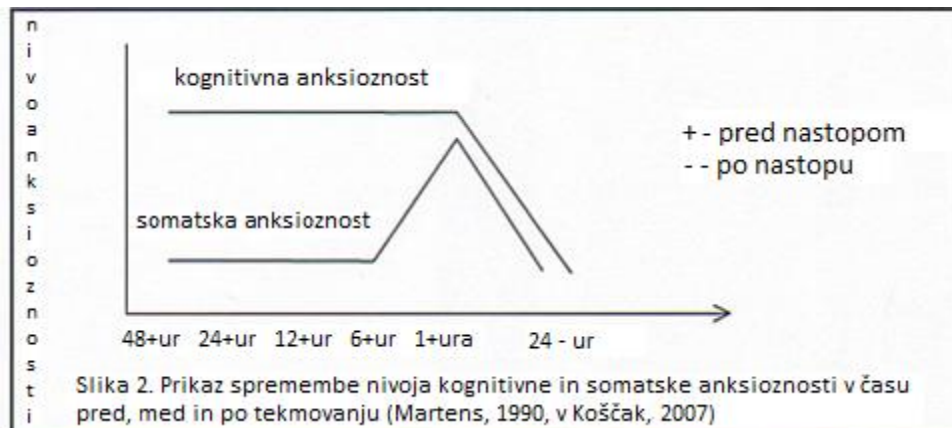 nivo anksioznosti
kognitivna anksioznost
+ - pred nastopom
- - po nastopu
somatska anksioznost
48+ur 24+ur 12+ur 6+ur 1+ura 24 - ur
Slika 2. Prikaz spremembe nivoja kognitivne in somatske anksioznosti v času
pred, med in po tekmovanju (Martens, 1990, v Koščak, 2007)